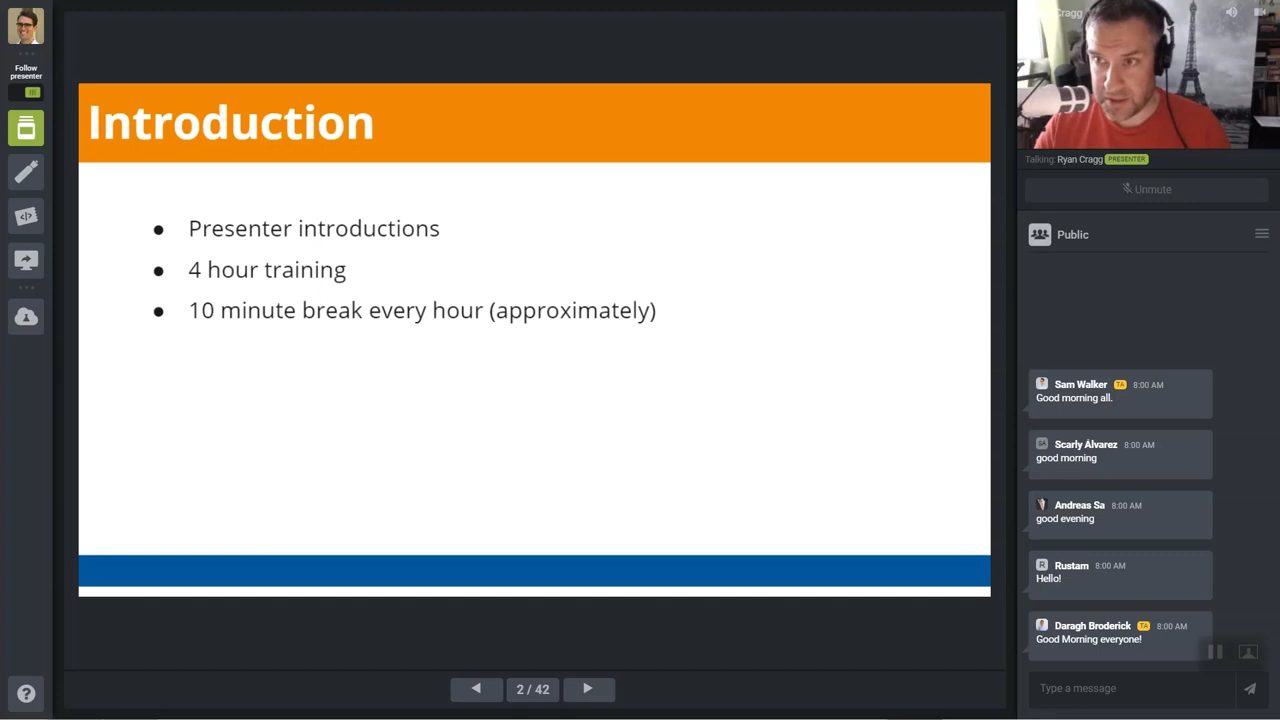 Follow
presenter
Introduction
● Presenter introductions
● 4 hour training
● 10 minute break every hour (approximately)
2 / 42
Cragg
Talking: Ryan Cragg PRESENTER
Unmute
Public
Sam Walker TA 8:00 AM
Good morning all.
SÁ Scarly Álvarez 8:00 AM
good morning
Andreas Sa 8:00 AM
good evening
R Rustam 8:00 AM
Hello!
Daragh Broderick TA 8:00 AM
Good Morning everyone!
Type a message